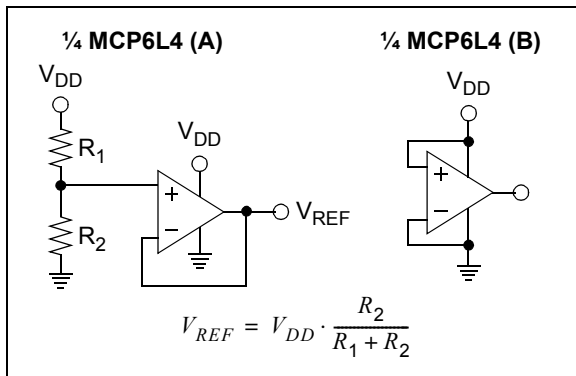 ¼ MCP6L4 (A)
V_DD
R_1
R_2
+
−
V_DD
V_REF
¼ MCP6L4 (B)
V_DD
+
−
V_REF = V_DD · R_2 / (R_1 + R_2)